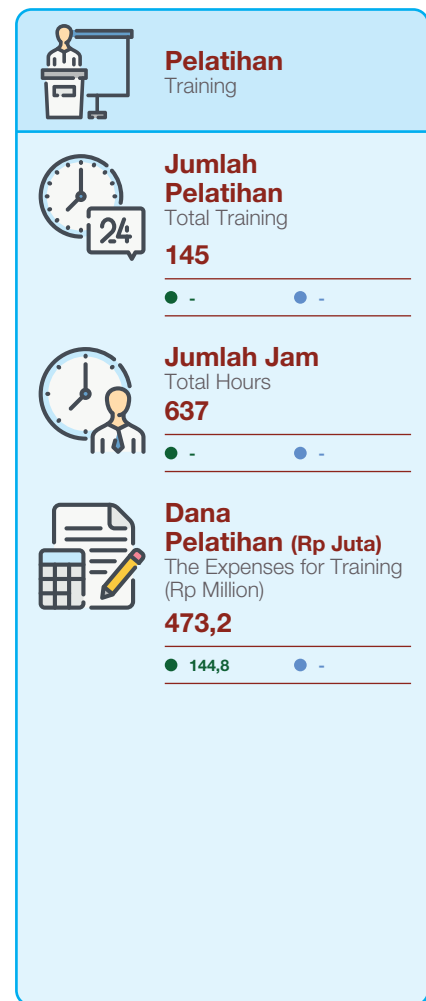 Pelatihan
Training
Jumlah
Pelatihan
Total Training
24
145
- -
Jumlah Jam
Total Hours
637
- -
Dana
Pelatihan (Rp Juta)
The Expenses for Training
(Rp Million)
473,2
144,8 -